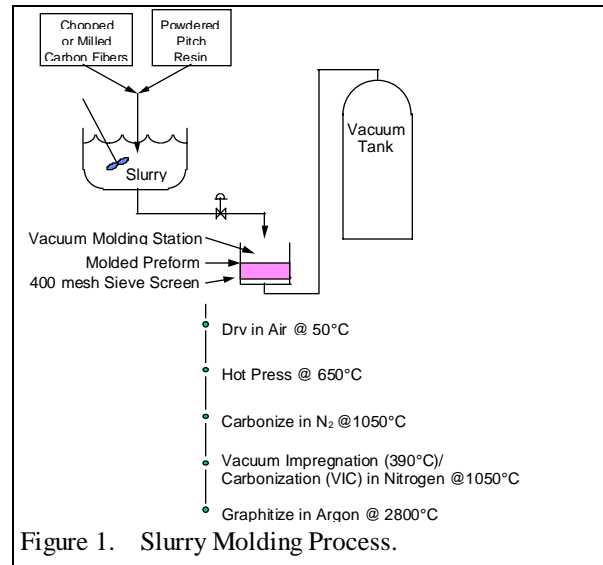 Chopped
or Milled
Carbon Fibers
Powdered
Pitch
Resin
Slurry
Vacuum
Tank
Vacuum Molding Station
Molded Preform
400 mesh Sieve Screen
Dry in Air @ 50°C
Hot Press @ 650°C
Carbonize in N₂ @1050°C
Vacuum Impregnation (390°C)/
Carbonization (VIC) in Nitrogen @1050°C
Graphitize in Argon @ 2800°C
Figure 1. Slurry Molding Process.